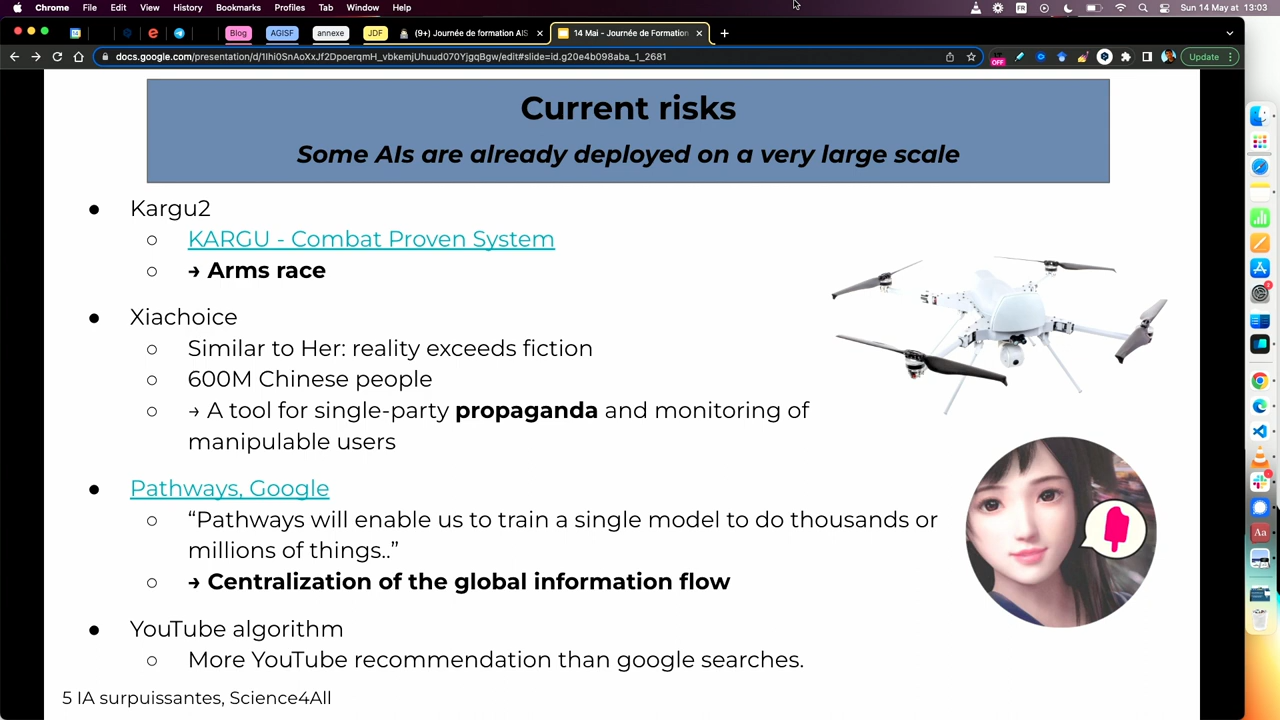 Chrome File Edit View History Bookmarks Profiles Tab Window Help FR Sun 14 May at 13:03
14 Blog AGISF annexe JDF (9+) Journée de formation AIS 14 Mai - Journée de Formation
docs.google.com/presentation/d/1Ihi0SnAoXxJf2DpoerqmH_vbkemjUhuud070YjgqBgw/edit#slide=id.g20e4b098aba_1_2681 OFF Update
Current risks
Some AIs are already deployed on a very large scale
● Kargu2
○ KARGU - Combat Proven System
○ → Arms race
● Xiachoice
○ Similar to Her: reality exceeds fiction
○ 600M Chinese people
○ → A tool for single-party propaganda and monitoring of
manipulable users
● Pathways, Google
○ “Pathways will enable us to train a single model to do thousands or
millions of things..”
○ → Centralization of the global information flow
● YouTube algorithm
○ More YouTube recommendation than google searches.
5 IA surpuissantes, Science4All
Aa